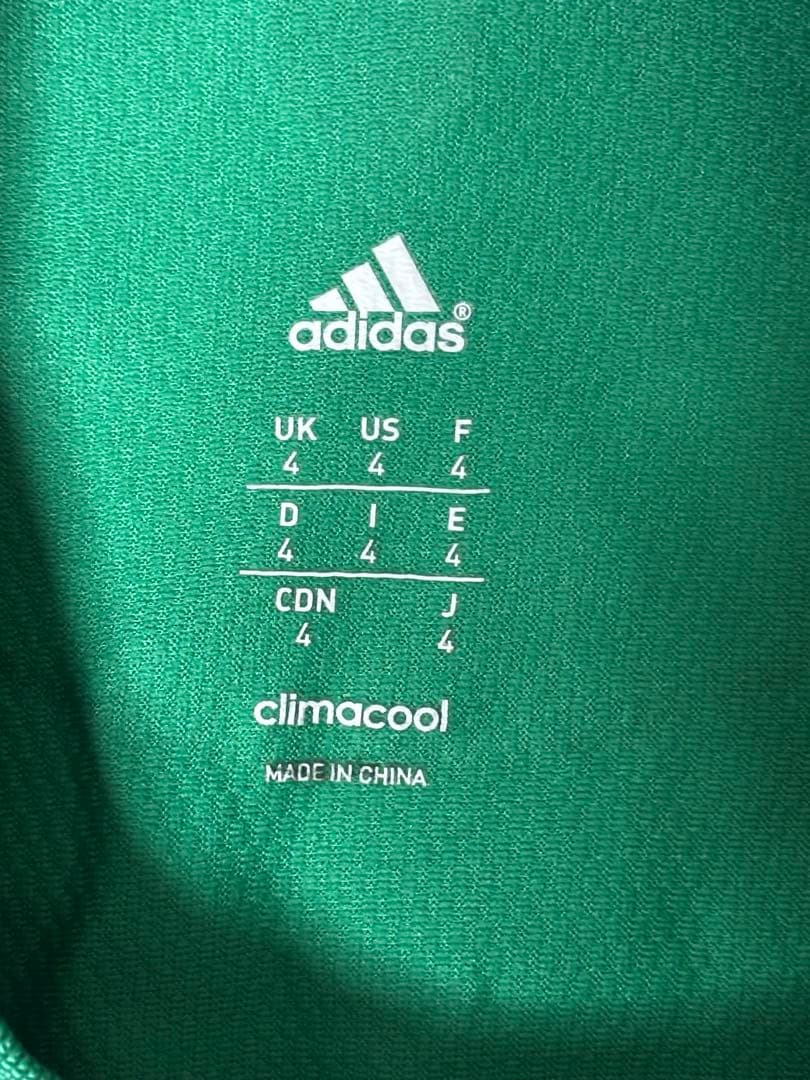 adidas®
UK US F
4 4 4
D I E
4 4 4
CDN J
4 4
climacool
MADE IN CHINA